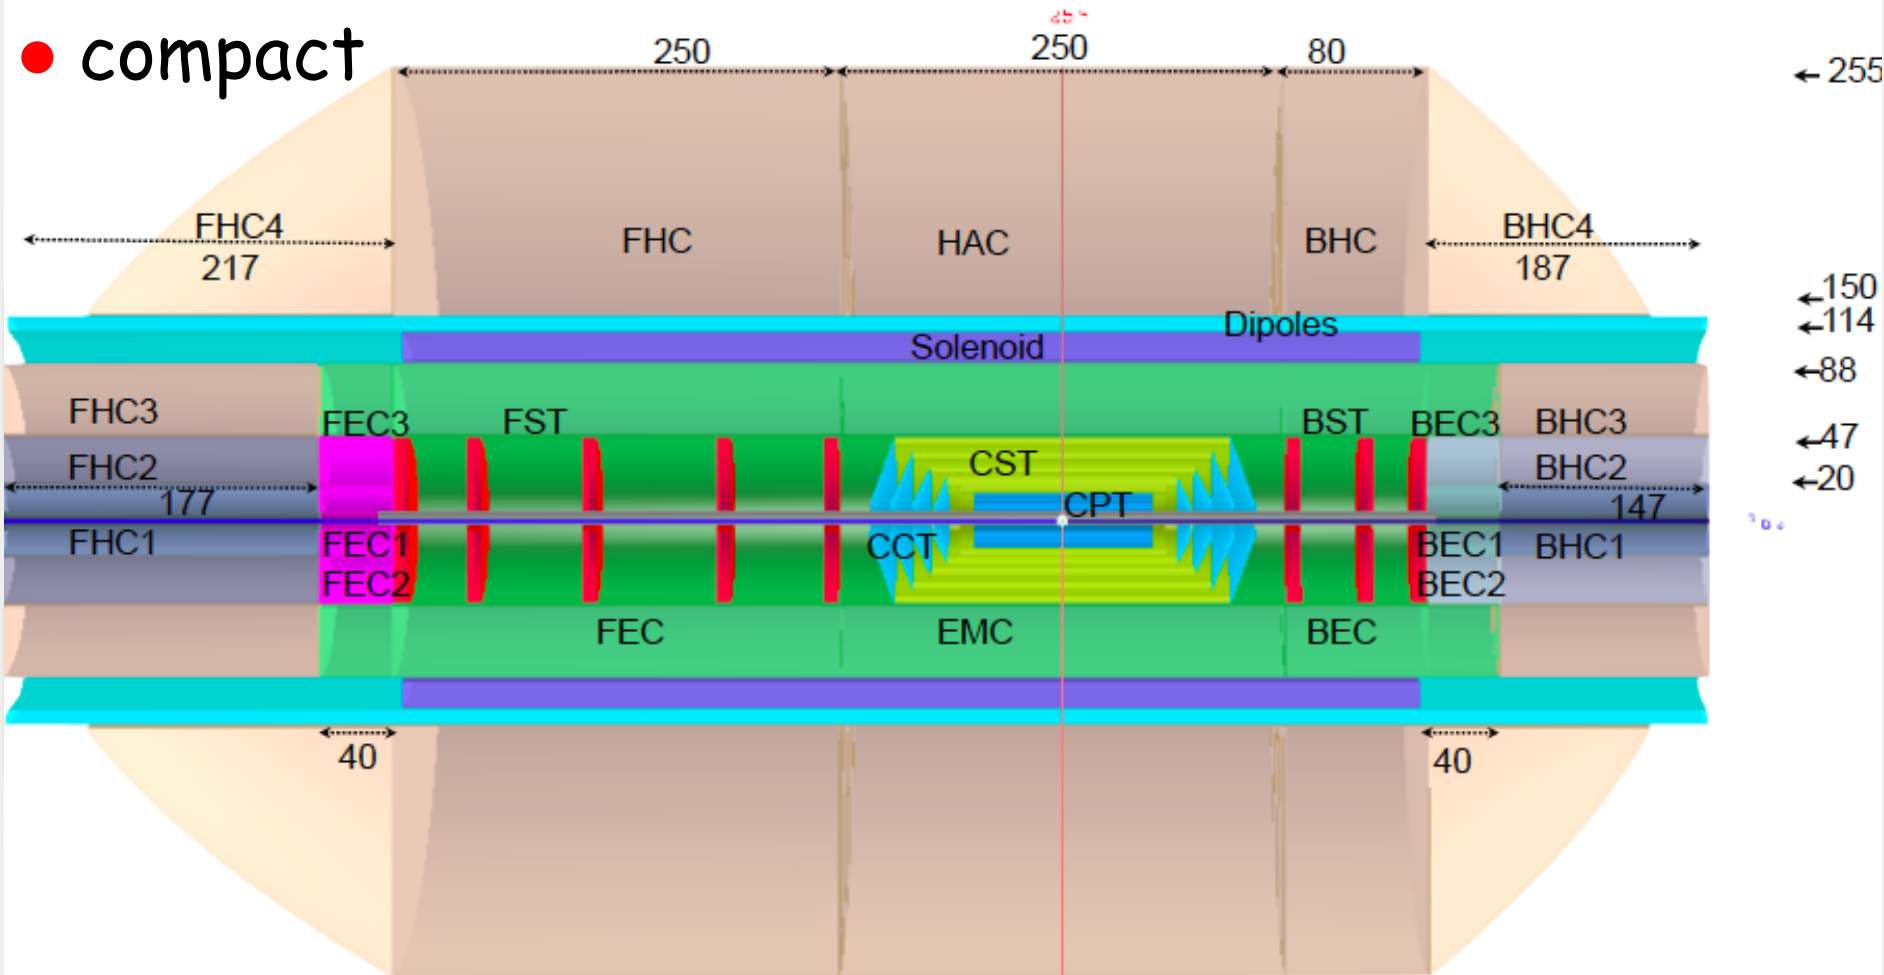 • compact
250
250
80
← 255
FHC4
217
FHC
HAC
BHC
BHC4
187
←150
←114
Dipoles
Solenoid
←88
FHC3
FEC3
FST
BST
BEC3
BHC3
←47
FHC2
CST
BHC2
←20
177
CPT
147
FHC1
FEC1
CCT
BEC1
BHC1
FEC2
BEC2
FEC
EMC
BEC
40
40